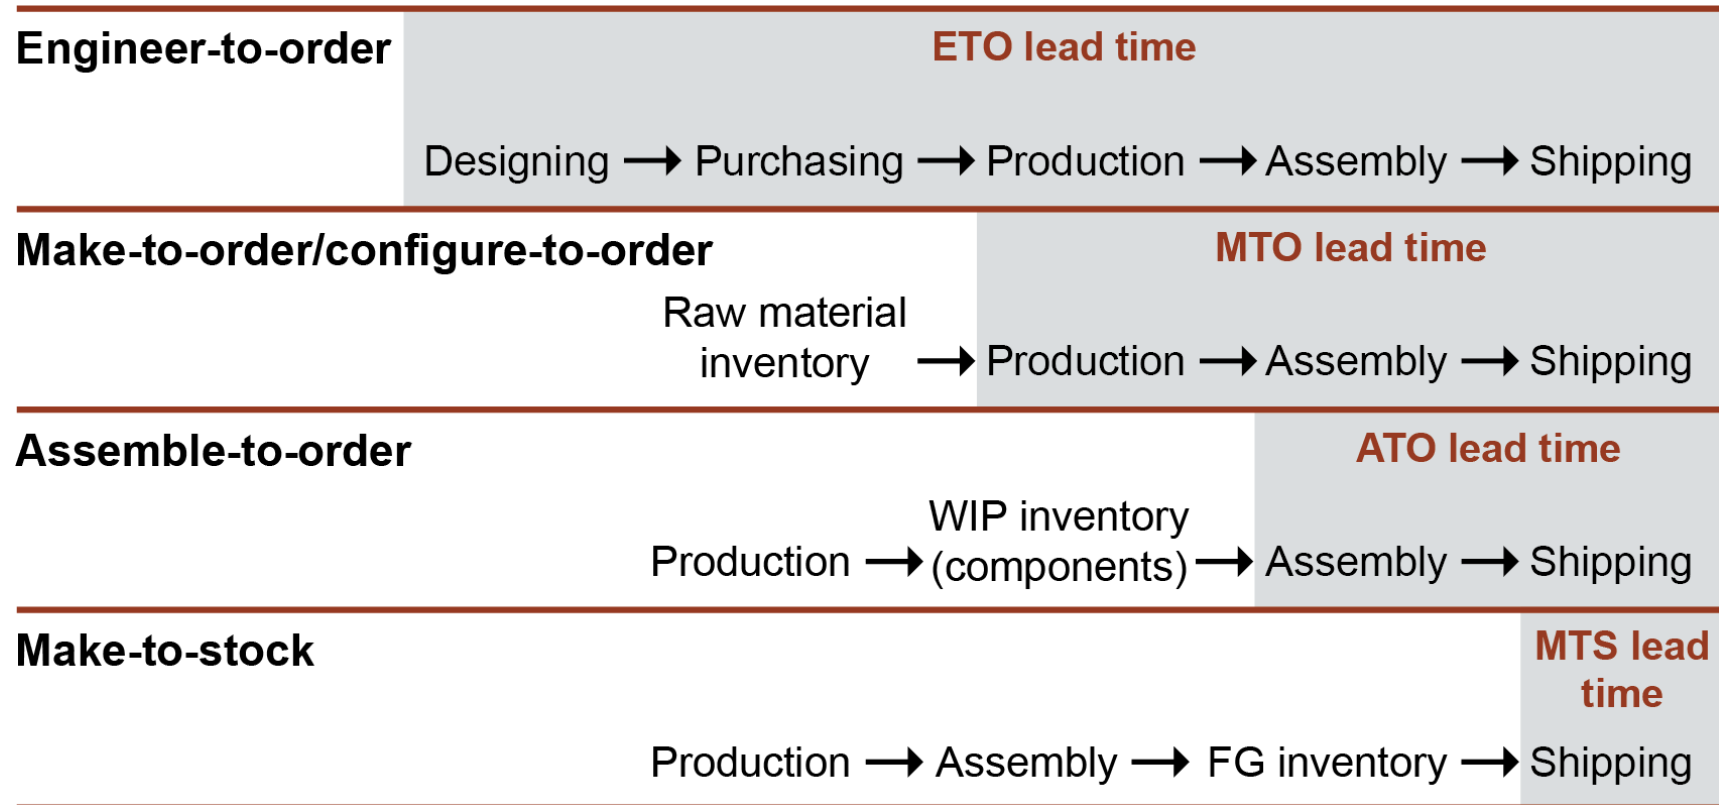 Engineer-to-order
ETO lead time
Designing → Purchasing → Production → Assembly → Shipping
Make-to-order/configure-to-order
MTO lead time
Raw material
inventory → Production → Assembly → Shipping
Assemble-to-order
ATO lead time
WIP inventory
Production → (components) → Assembly → Shipping
Make-to-stock
MTS lead
time
Production → Assembly → FG inventory → Shipping